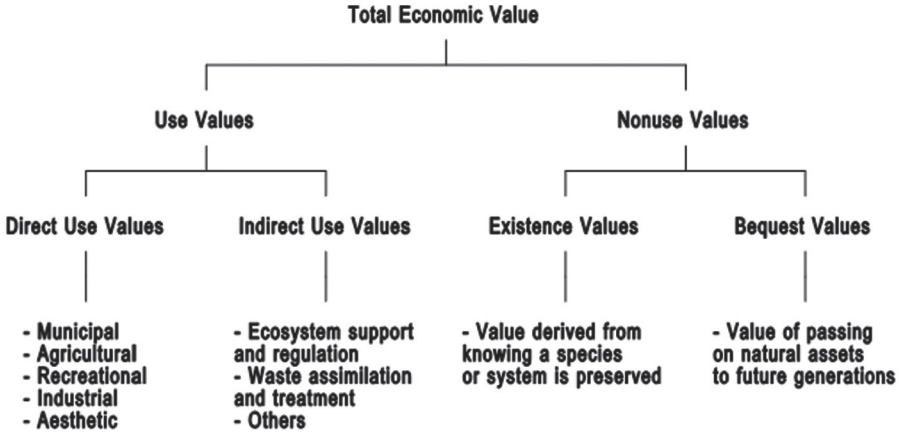 Total Economic Value
Use Values
Nonuse Values
Direct Use Values
Indirect Use Values
Existence Values
Bequest Values
- Municipal
- Agricultural
- Recreational
- Industrial
- Aesthetic
- Ecosystem support
and regulation
- Waste assimilation
and treatment
- Others
- Value derived from
knowing a species
or system is preserved
- Value of passing
on natural assets
to future generations